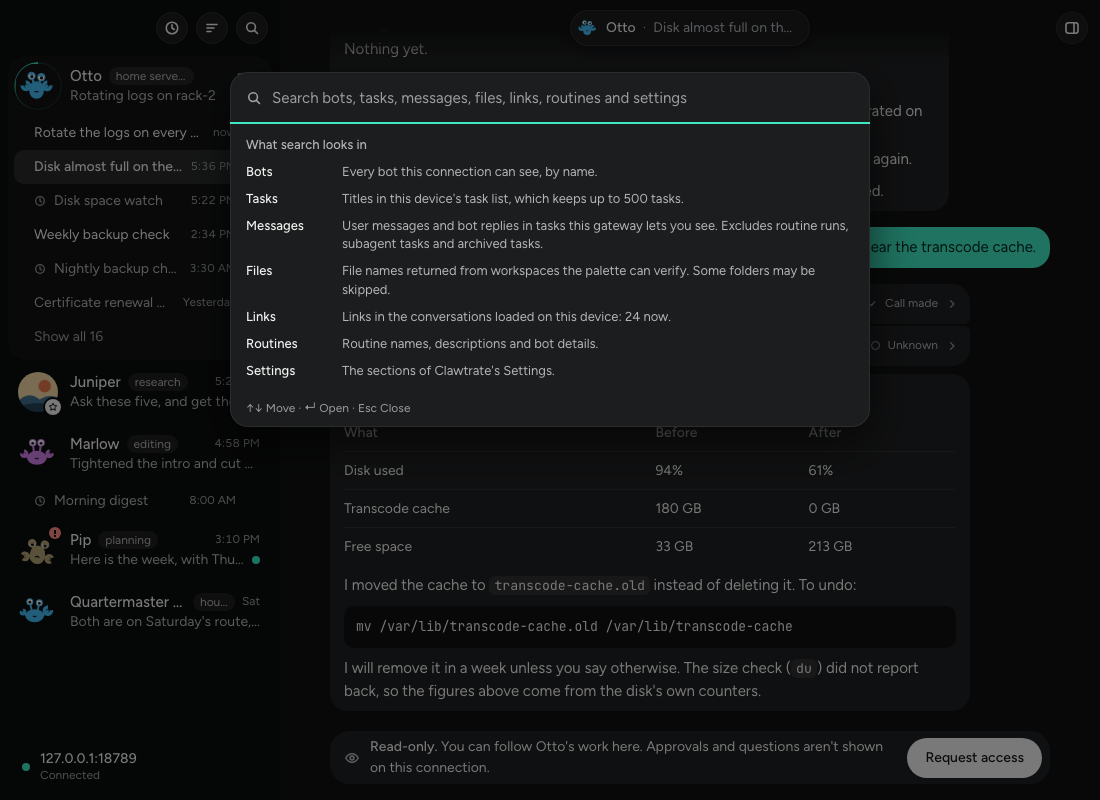 Otto · Disk almost full on th...
Otto home serve...
Rotating logs on rack-2
Rotate the logs on every ... now
Disk almost full on the... 5:36 PM
Disk space watch 5:22 PM
Weekly backup check 2:34 PM
Nightly backup ch... 3:30 AM
Certificate renewal ... Yesterda
Show all 16
Juniper research 5:2
Ask these five, and get th
Marlow editing 4:58 PM
Tightened the intro and cut ...
Morning digest 8:00 AM
Pip planning 3:10 PM
Here is the week, with Thu...
Quartermaster ... hou... Sat
Both are on Saturday's route,...
127.0.0.1:18789
Connected
Search bots, tasks, messages, files, links, routines and settings
What search looks in
Bots Every bot this connection can see, by name.
Tasks Titles in this device's task list, which keeps up to 500 tasks.
Messages User messages and bot replies in tasks this gateway lets you see. Excludes routine runs,
subagent tasks and archived tasks.
Files File names returned from workspaces the palette can verify. Some folders may be
skipped.
Links Links in the conversations loaded on this device: 24 now.
Routines Routine names, descriptions and bot details.
Settings The sections of Clawtrate's Settings.
↑↓ Move · ↵ Open · Esc Close
Nothing yet.
rated on
again.
ed.
ear the transcode cache.
Call made
Unknown
What Before After
Disk used 94% 61%
Transcode cache 180 GB 0 GB
Free space 33 GB 213 GB
I moved the cache to transcode-cache.old instead of deleting it. To undo:
mv /var/lib/transcode-cache.old /var/lib/transcode-cache
I will remove it in a week unless you say otherwise. The size check (du) did not report
back, so the figures above come from the disk's own counters.
Read-only. You can follow Otto's work here. Approvals and questions aren't shown
on this connection.
Request access